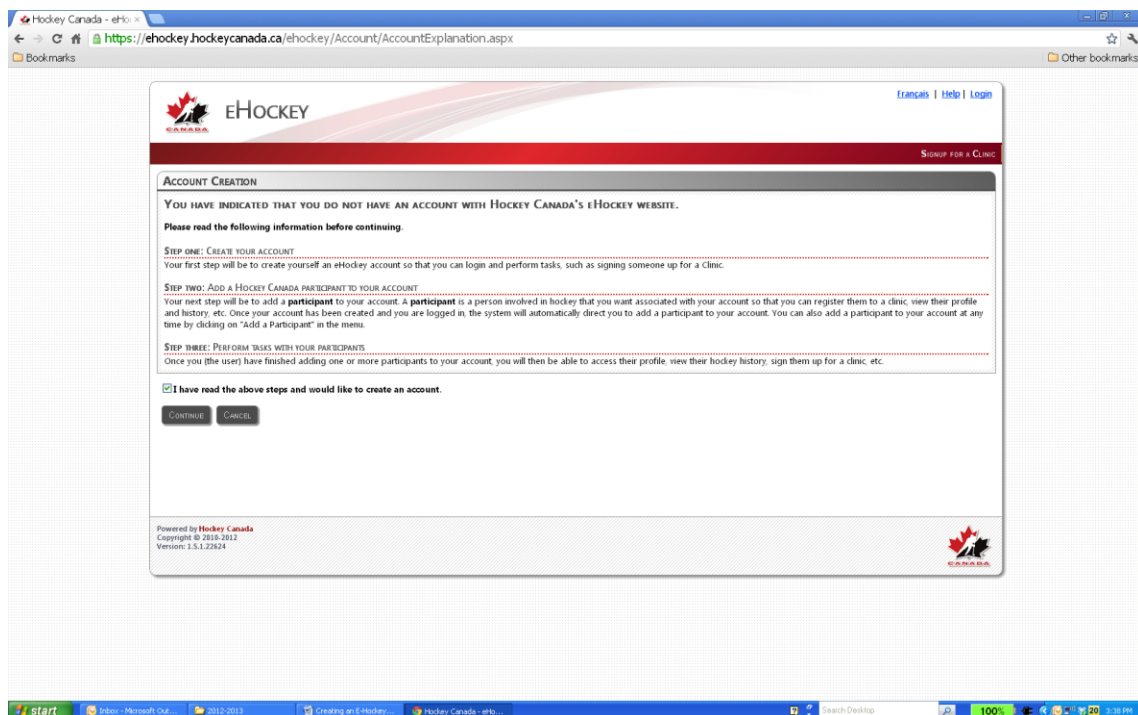 Hockey Canada - eHo
https://ehockey.hockeycanada.ca/ehockey/Account/AccountExplanation.aspx
Bookmarks
Other bookmarks
CANADA
eHockey
Français | Help | Login
Signup for a Clinic
Account Creation
You have indicated that you do not have an account with Hockey Canada's eHockey website.
Please read the following information before continuing.
Step one: Create your account
Your first step will be to create yourself an eHockey account so that you can login and perform tasks, such as signing someone up for a Clinic.
Step two: Add a Hockey Canada participant to your account
Your next step will be to add a participant to your account. A participant is a person involved in hockey that you want associated with your account so that you can register them to a clinic, view their profile
and history, etc. Once your account has been created and you are logged in, the system will automatically direct you to add a participant to your account. You can also add a participant to your account at any
time by clicking on "Add a Participant" in the menu.
Step three: Perform tasks with your participants
Once you (the user) have finished adding one or more participants to your account, you will then be able to access their profile, view their hockey history, sign them up for a clinic, etc.
I have read the above steps and would like to create an account.
Continue
Cancel
Powered by Hockey Canada
Copyright © 2010-2012
Version: 1.5.1.22624
CANADA
start
Inbox - Microsoft Out...
2012-2013
Creating an E-Hockey...
Hockey Canada - eHo...
Search Desktop
100%
20
3:38 PM